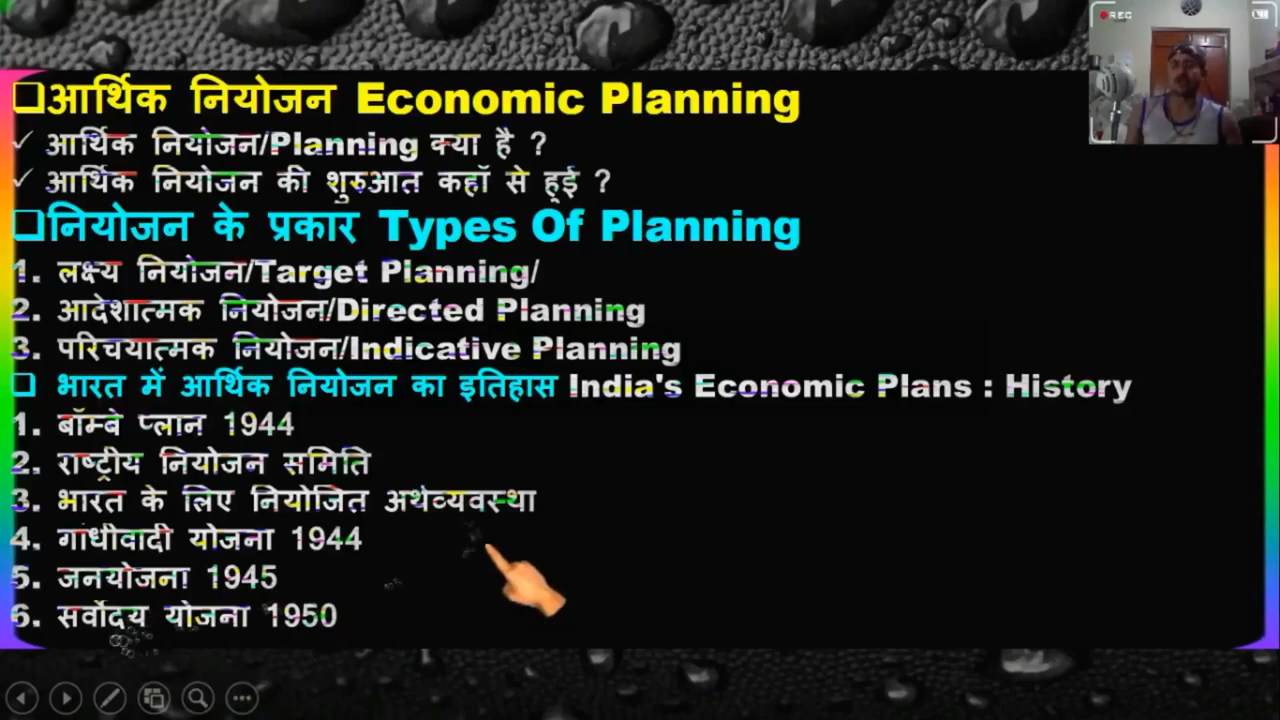 REC
❑आर्थिक नियोजन Economic Planning
✓ आर्थिक नियोजन/Planning क्या है ?
✓ आर्थिक नियोजन की शुरुआत कहाँ से हुई ?
❑नियोजन के प्रकार Types Of Planning
1. लक्ष्य नियोजन/Target Planning/
2. आदेशात्मक नियोजन/Directed Planning
3. परिचयात्मक नियोजन/Indicative Planning
❑ भारत में आर्थिक नियोजन का इतिहास India's Economic Plans : History
1. बॉम्बे प्लान 1944
2. राष्ट्रीय नियोजन समिति
3. भारत के लिए नियोजित अर्थव्यवस्था
4. गांधीवादी योजना 1944
5. जनयोजना 1945
6. सर्वोदय योजना 1950